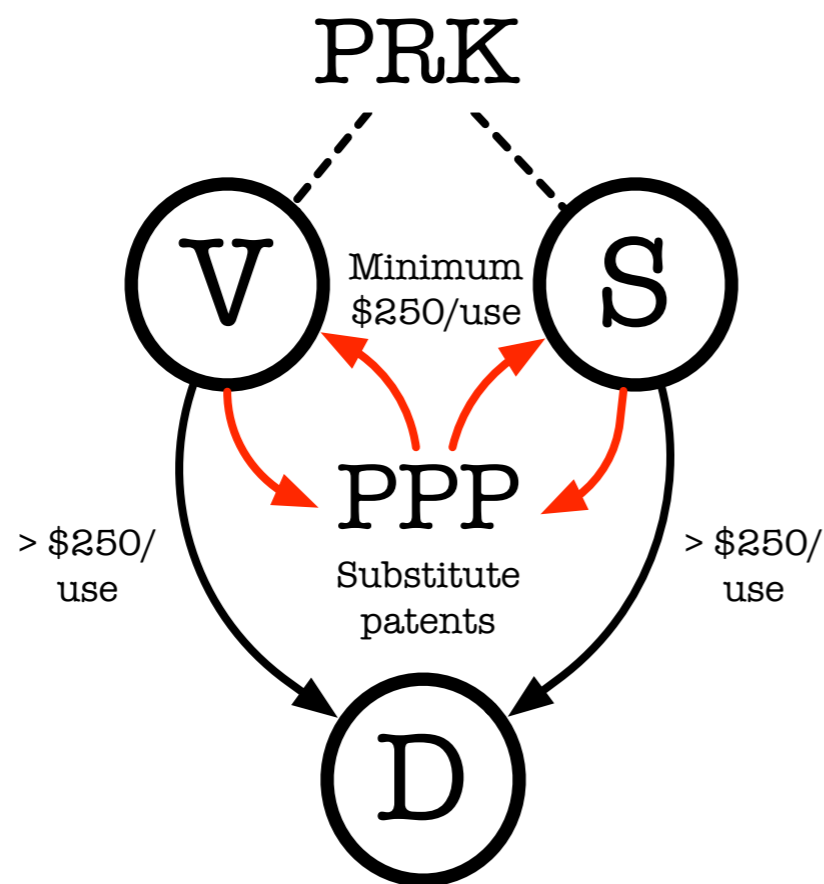 PRK
V
S
Minimum
$250/use
PPP
Substitute
patents
> $250/
use
> $250/
use
D